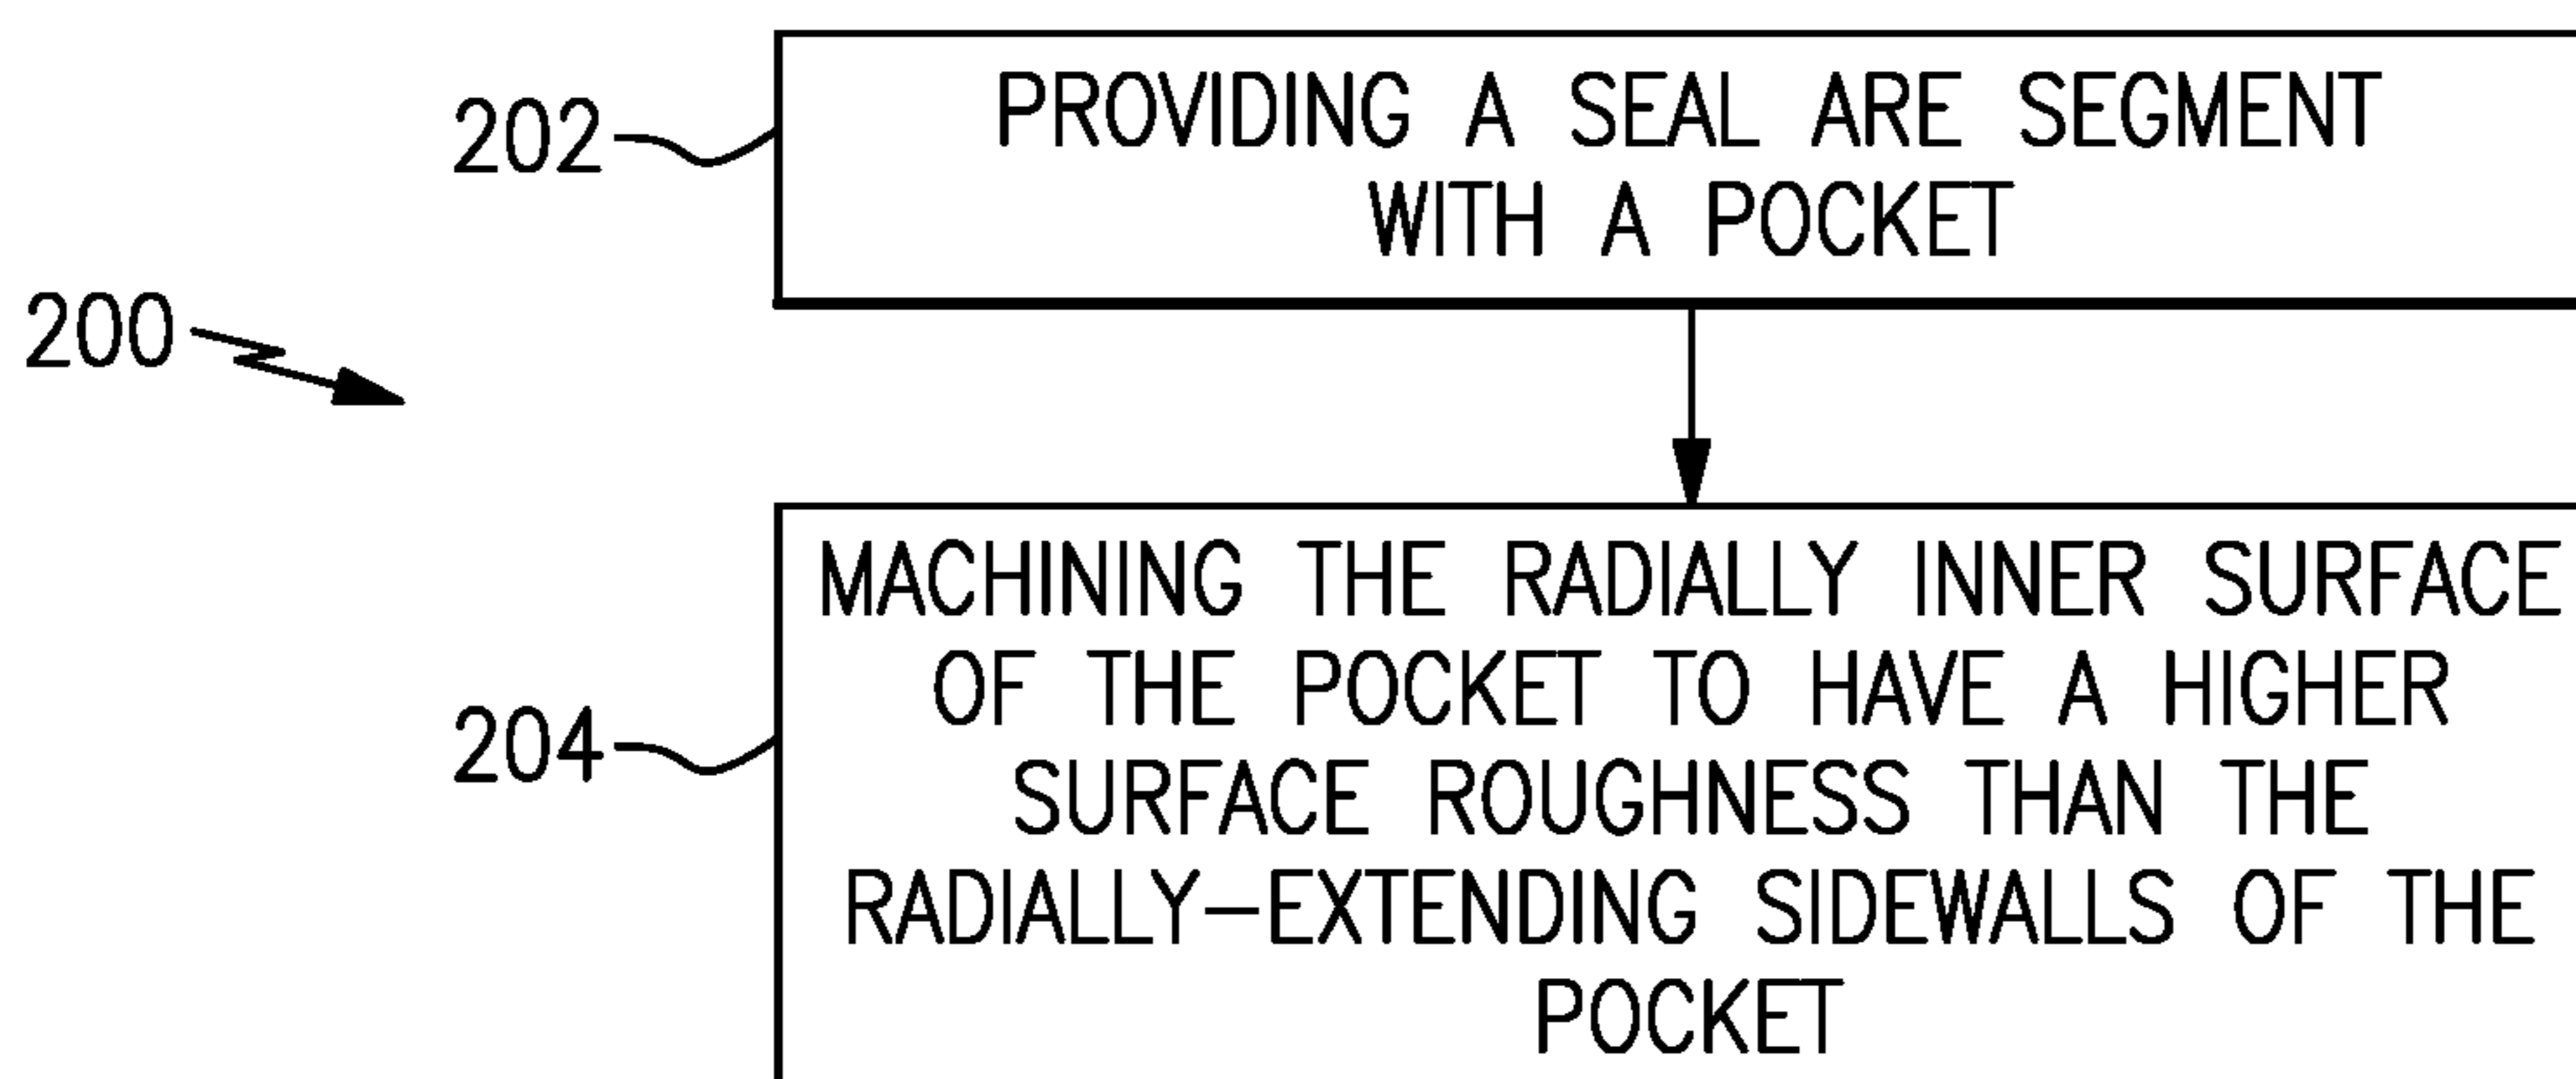 202
PROVIDING A SEAL ARE SEGMENT
WITH A POCKET
200
204
MACHINING THE RADIALLY INNER SURFACE
OF THE POCKET TO HAVE A HIGHER
SURFACE ROUGHNESS THAN THE
RADIALLY-EXTENDING SIDEWALLS OF THE
POCKET